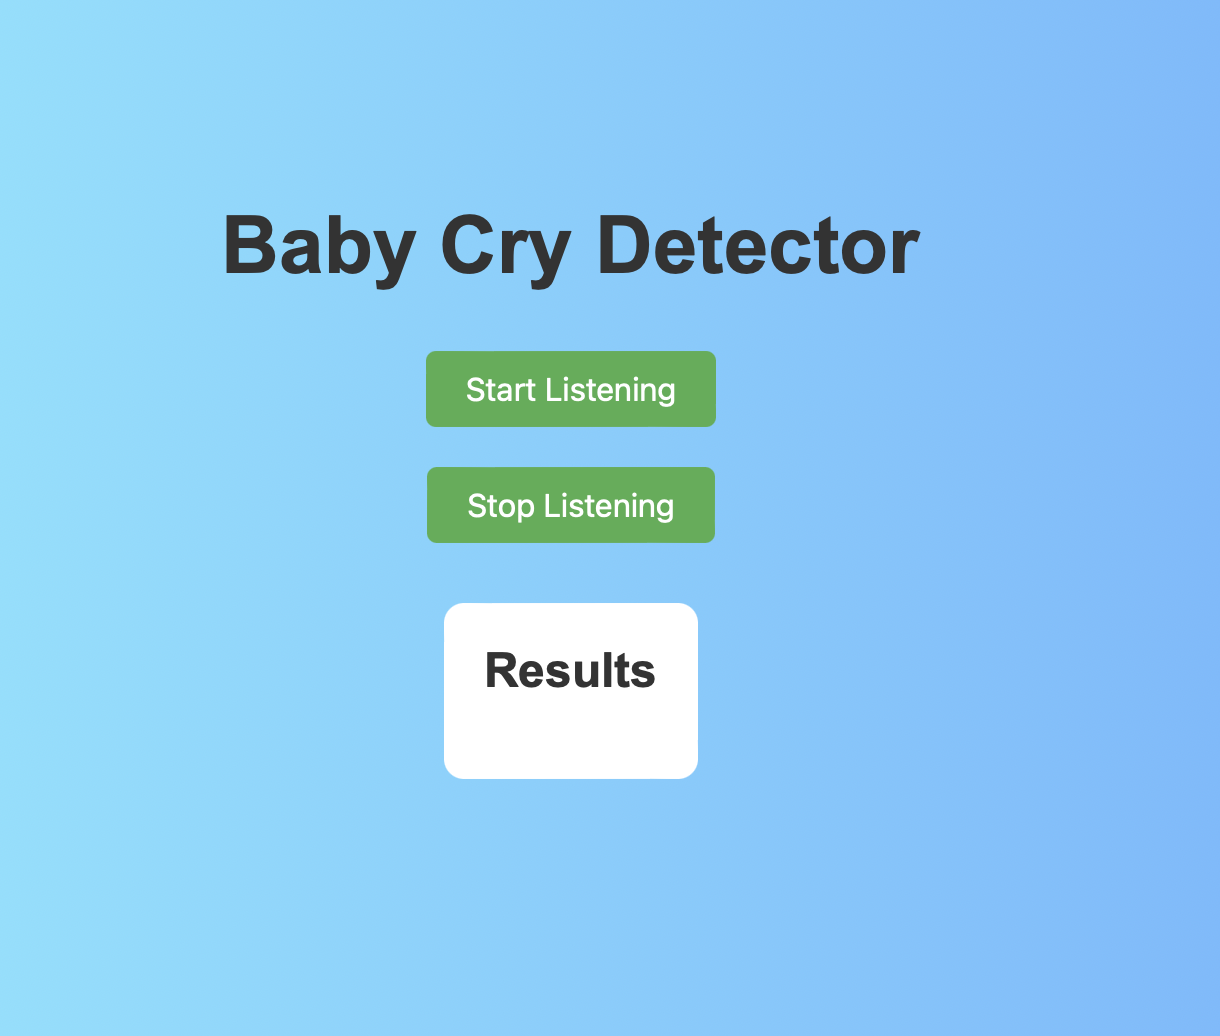 Baby Cry Detector
Start Listening
Stop Listening
Results